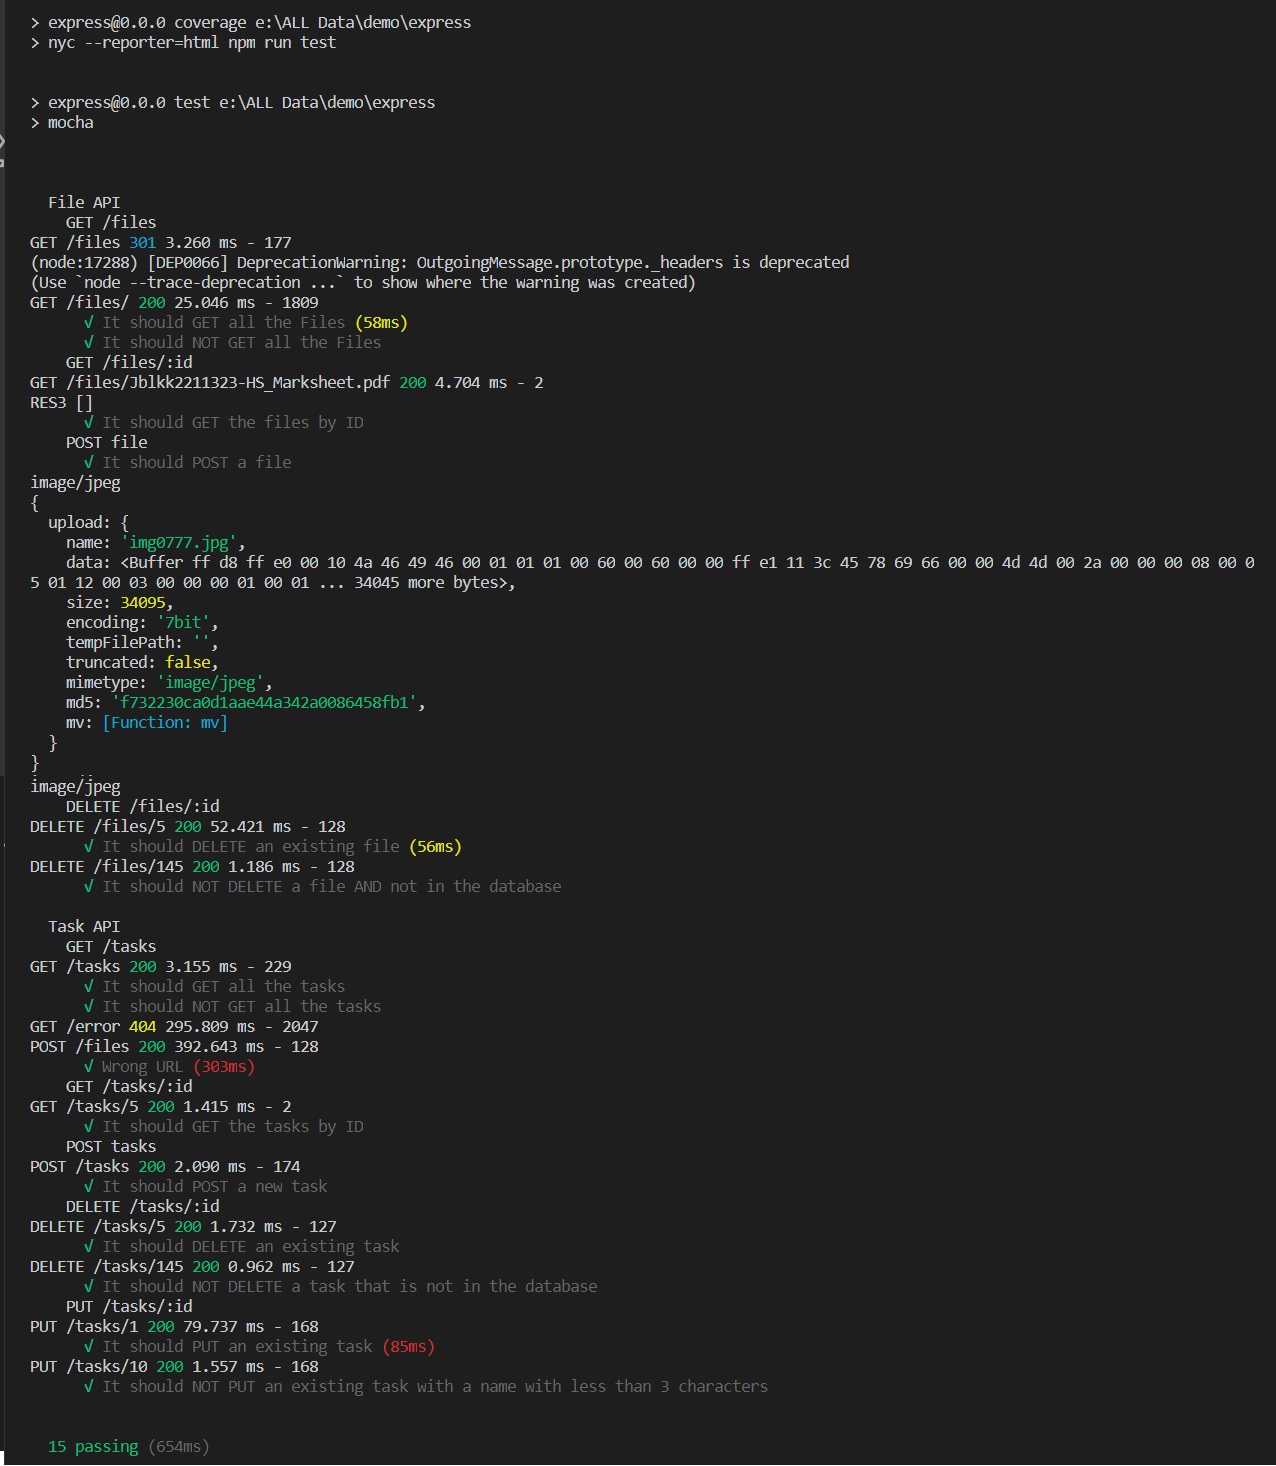 > express@0.0.0 coverage e:\ALL Data\demo\express
> nyc --reporter=html npm run test
> express@0.0.0 test e:\ALL Data\demo\express
> mocha
File API
GET /files
GET /files 301 3.260 ms - 177
(node:17288) [DEP0066] DeprecationWarning: OutgoingMessage.prototype._headers is deprecated
(Use `node --trace-deprecation ...` to show where the warning was created)
GET /files/ 200 25.046 ms - 1809
√ It should GET all the Files (58ms)
√ It should NOT GET all the Files
GET /files/:id
GET /files/Jblkk2211323-HS_Marksheet.pdf 200 4.704 ms - 2
RES3 []
√ It should GET the files by ID
POST file
√ It should POST a file
image/jpeg
{
upload: {
name: 'img0777.jpg',
data: <Buffer ff d8 ff e0 00 10 4a 46 49 46 00 01 01 01 00 60 00 60 00 00 ff e1 11 3c 45 78 69 66 00 00 4d 4d 00 2a 00 00 00 08 00 0
5 01 12 00 03 00 00 00 01 00 01 ... 34045 more bytes>,
size: 34095,
encoding: '7bit',
tempFilePath: '',
truncated: false,
mimetype: 'image/jpeg',
md5: 'f732230ca0d1aae44a342a0086458fb1',
mv: [Function: mv]
}
}
image/jpeg
DELETE /files/:id
DELETE /files/5 200 52.421 ms - 128
√ It should DELETE an existing file (56ms)
DELETE /files/145 200 1.186 ms - 128
√ It should NOT DELETE a file AND not in the database
Task API
GET /tasks
GET /tasks 200 3.155 ms - 229
√ It should GET all the tasks
√ It should NOT GET all the tasks
GET /error 404 295.809 ms - 2047
POST /files 200 392.643 ms - 128
√ Wrong URL (303ms)
GET /tasks/:id
GET /tasks/5 200 1.415 ms - 2
√ It should GET the tasks by ID
POST tasks
POST /tasks 200 2.090 ms - 174
√ It should POST a new task
DELETE /tasks/:id
DELETE /tasks/5 200 1.732 ms - 127
√ It should DELETE an existing task
DELETE /tasks/145 200 0.962 ms - 127
√ It should NOT DELETE a task that is not in the database
PUT /tasks/:id
PUT /tasks/1 200 79.737 ms - 168
√ It should PUT an existing task (85ms)
PUT /tasks/10 200 1.557 ms - 168
√ It should NOT PUT an existing task with a name with less than 3 characters
15 passing (654ms)